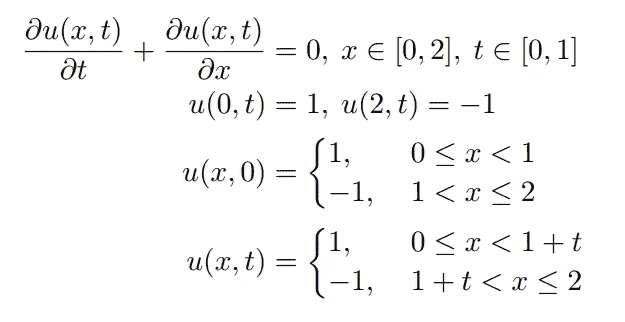 ∂u(x, t)/∂t + ∂u(x, t)/∂x = 0, x ∈ [0, 2], t ∈ [0, 1]
u(0, t) = 1, u(2, t) = −1
u(x, 0) = { 1, 0 ≤ x < 1
−1, 1 < x ≤ 2
u(x, t) = { 1, 0 ≤ x < 1 + t
−1, 1 + t < x ≤ 2